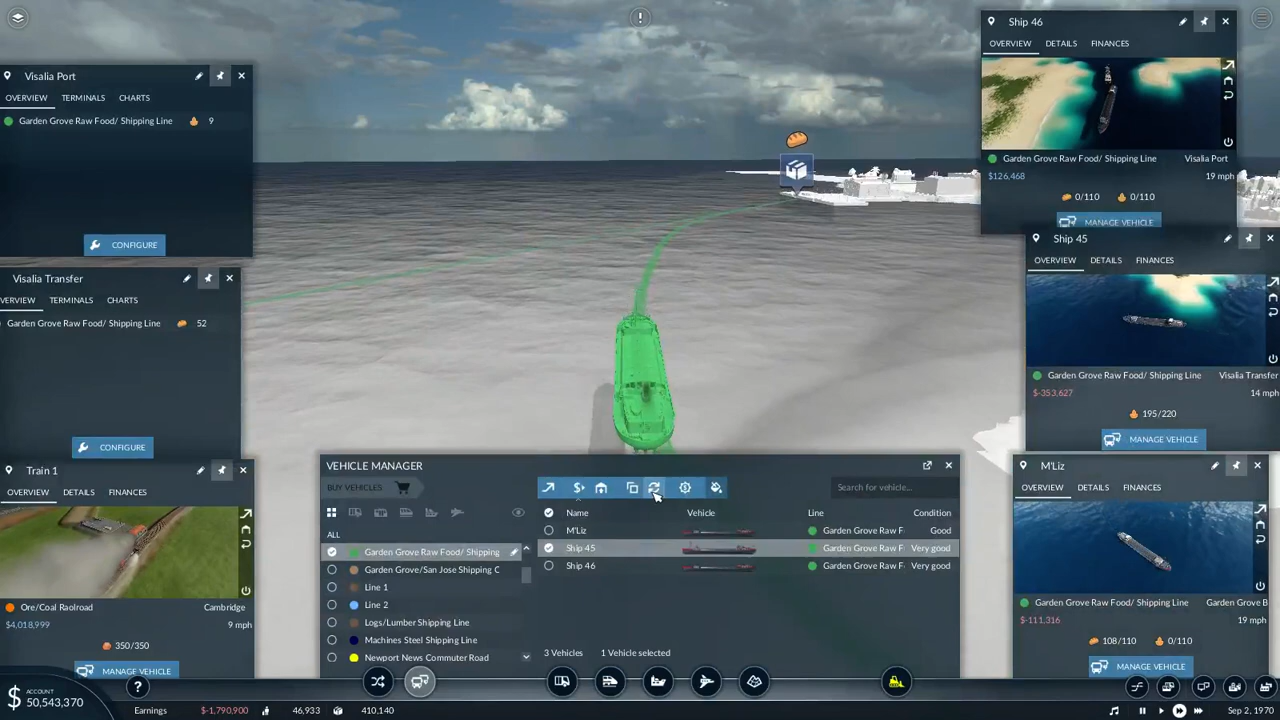 Visalia Port
OVERVIEW TERMINALS CHARTS
Garden Grove Raw Food/ Shipping Line 9
CONFIGURE
Visalia Transfer
VERVIEW TERMINALS CHARTS
Garden Grove Raw Food/ Shipping Line 52
CONFIGURE
Train 1
OVERVIEW DETAILS FINANCES
Ore/Coal Raolroad Cambridge
$4,018,999 9 mph
350/350
MANAGE VEHICLE
Ship 46
OVERVIEW DETAILS FINANCES
Garden Grove Raw Food/ Shipping Line Visalia Port
$126,468 19 mph
0/110 0/110
MANAGE VEHICLE
Ship 45
OVERVIEW DETAILS FINANCES
Garden Grove Raw Food/ Shipping Line Visalia Transfer
$-353,627 14 mph
195/220
MANAGE VEHICLE
M'Liz
OVERVIEW DETAILS FINANCES
Garden Grove Raw Food/ Shipping Line Garden Grove B
$-111,316 19 mph
108/110 0/110
MANAGE VEHICLE
VEHICLE MANAGER
BUY VEHICLES
Search for vehicle...
ALL
Garden Grove Raw Food/ Shipping
Garden Grove/San Jose Shipping C
Line 1
Line 2
Logs/Lumber Shipping Line
Machines Steel Shipping Line
Newport News Commuter Road
Name Vehicle Line Condition
M'Liz Garden Grove Raw F Good
Ship 45 Garden Grove Raw F Very good
Ship 46 Garden Grove Raw F Very good
3 Vehicles 1 Vehicle selected
$ ACCOUNT
50,543,370
?
Earnings $-1,790,900 46,933 410,140
Sep 2, 1970